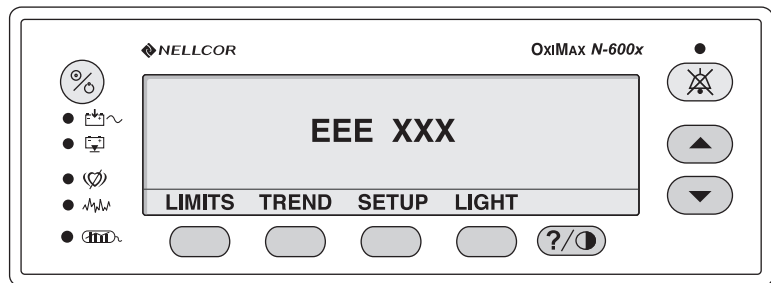 NELLCOR
OXIMAX N-600x
EEE XXX
LIMITS TREND SETUP LIGHT
?/